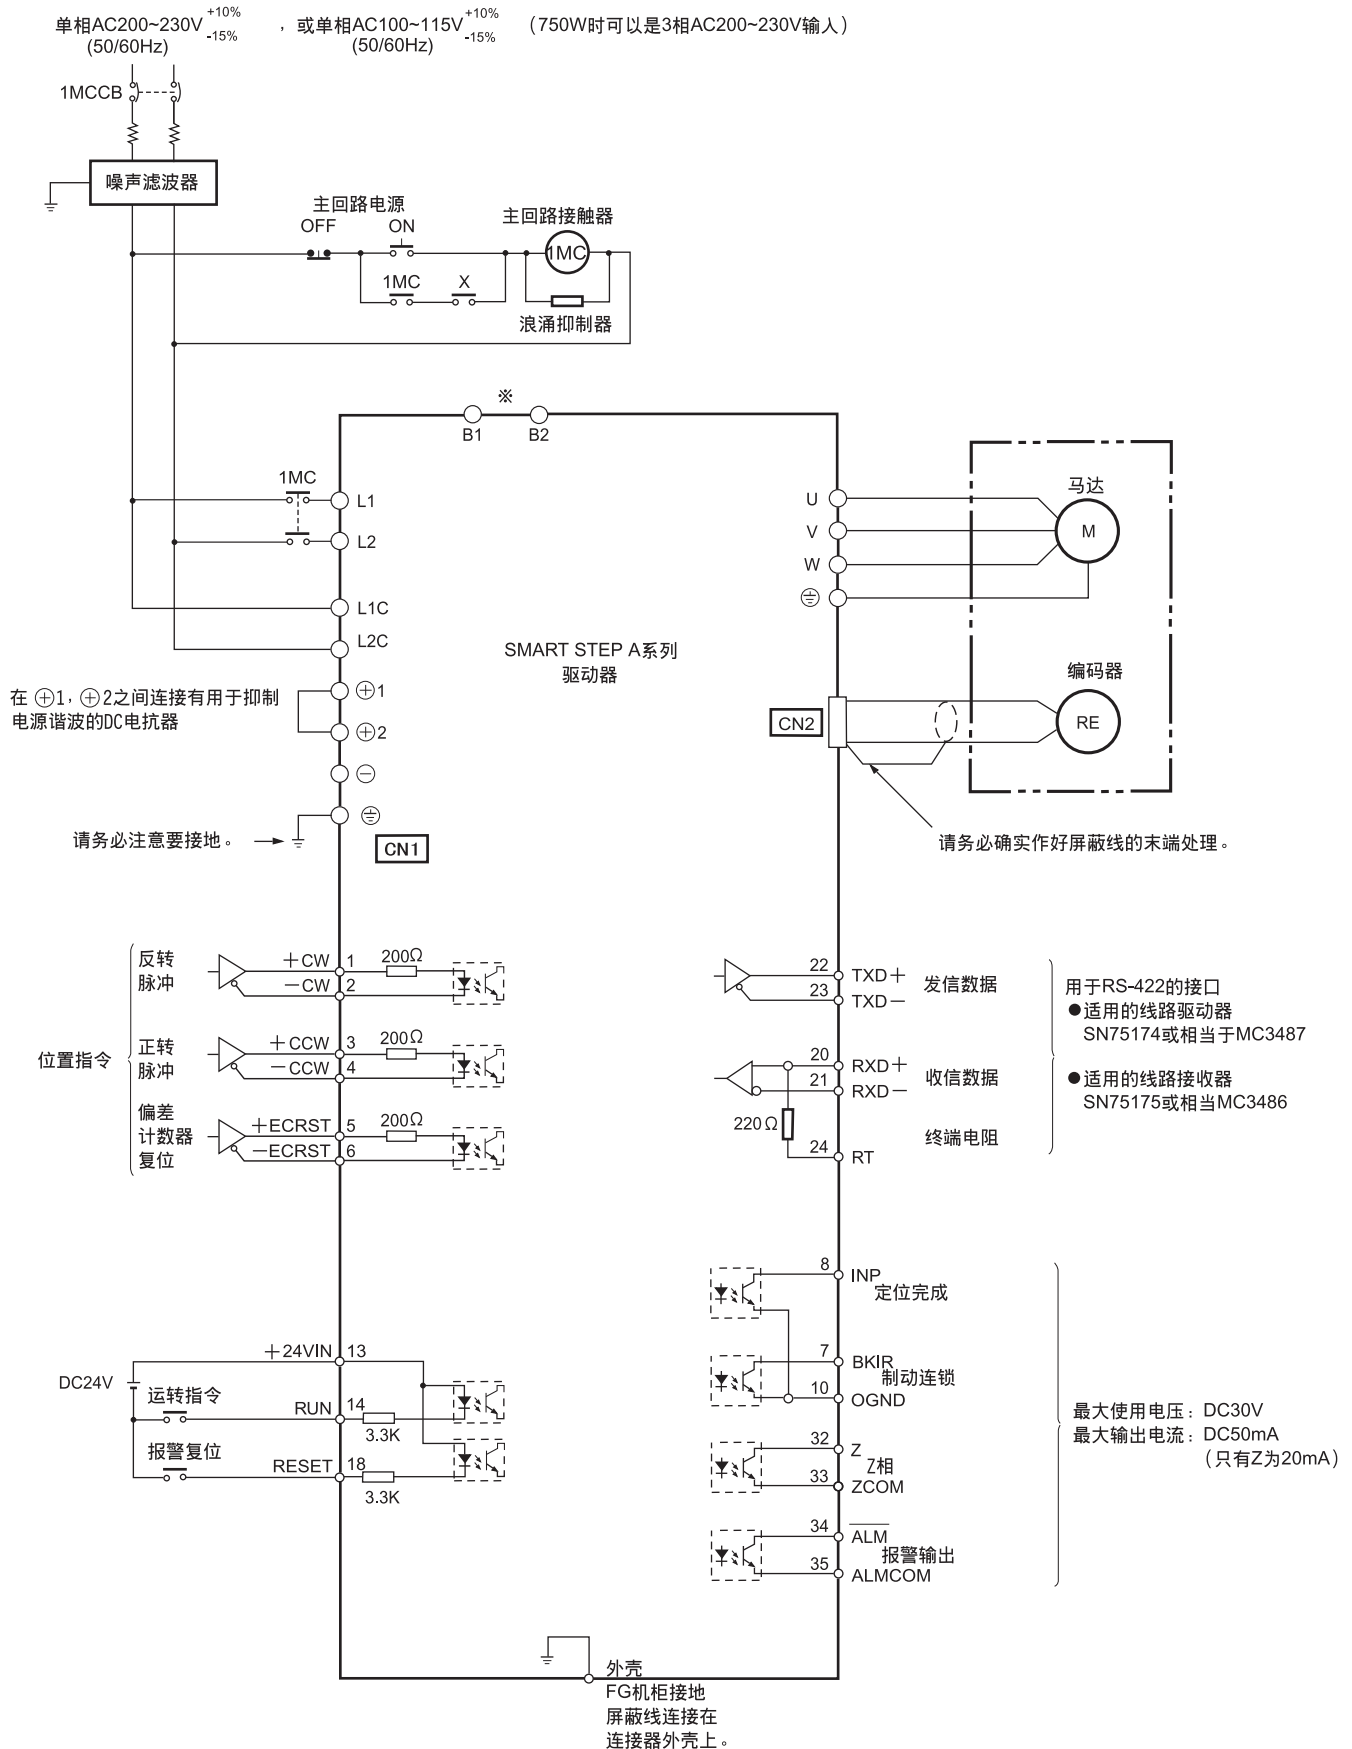 单相AC200~230V +10% -15% ，或单相AC100~115V +10% -15% （750W时可以是3相AC200~230V输入）
(50/60Hz) (50/60Hz)
1MCCB
噪声滤波器
主回路电源
OFF ON
主回路接触器
1MC
1MC X
浪涌抑制器
※
B1 B2
1MC
L1
L2
L1C
L2C
U
V
W
马达
M
SMART STEP A系列
驱动器
在⊕1，⊕2之间连接有用于抑制
电源谐波的DC电抗器
⊕1
⊕2
⊖
CN2
编码器
RE
请务必注意要接地。
CN1
请务必确实作好屏蔽线的末端处理。
位置指令
反转
脉冲
＋CW 1 200Ω
－CW 2
正转
脉冲
＋CCW 3 200Ω
－CCW 4
偏差
计数器
复位
＋ECRST 5 200Ω
－ECRST 6
22 TXD＋
23 TXD－
发信数据
20 RXD＋
21 RXD－
收信数据
220Ω
终端电阻
24 RT
用于RS-422的接口
●适用的线路驱动器
SN75174或相当于MC3487
●适用的线路接收器
SN75175或相当MC3486
＋24VIN 13
DC24V
运转指令
RUN 14
3.3K
报警复位
RESET 18
3.3K
8 INP
定位完成
7 BKIR
制动连锁
10 OGND
32 Z
Z相
33 ZCOM
34 ALM
报警输出
35 ALMCOM
最大使用电压：DC30V
最大输出电流：DC50mA
（只有Z为20mA）
外壳
FG机柜接地
屏蔽线连接在
连接器外壳上。